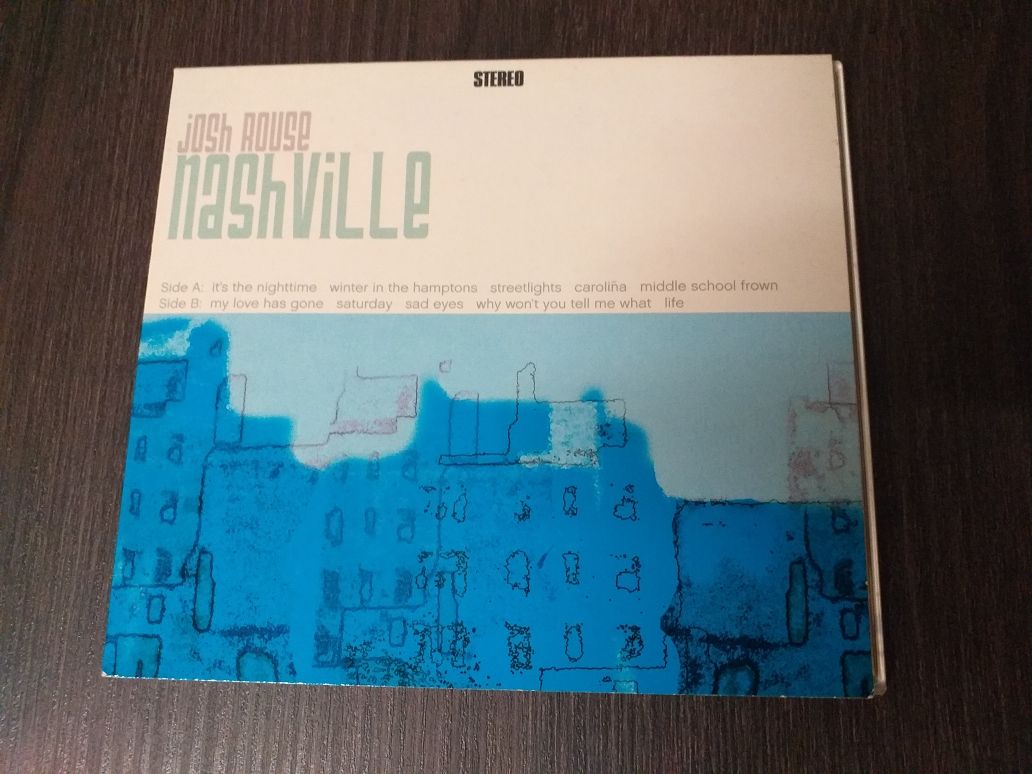 STEREO
josh rouse
nashville
Side A: it's the nighttime winter in the hamptons streetlights caroliña middle school frown
Side B: my love has gone saturday sad eyes why won't you tell me what life